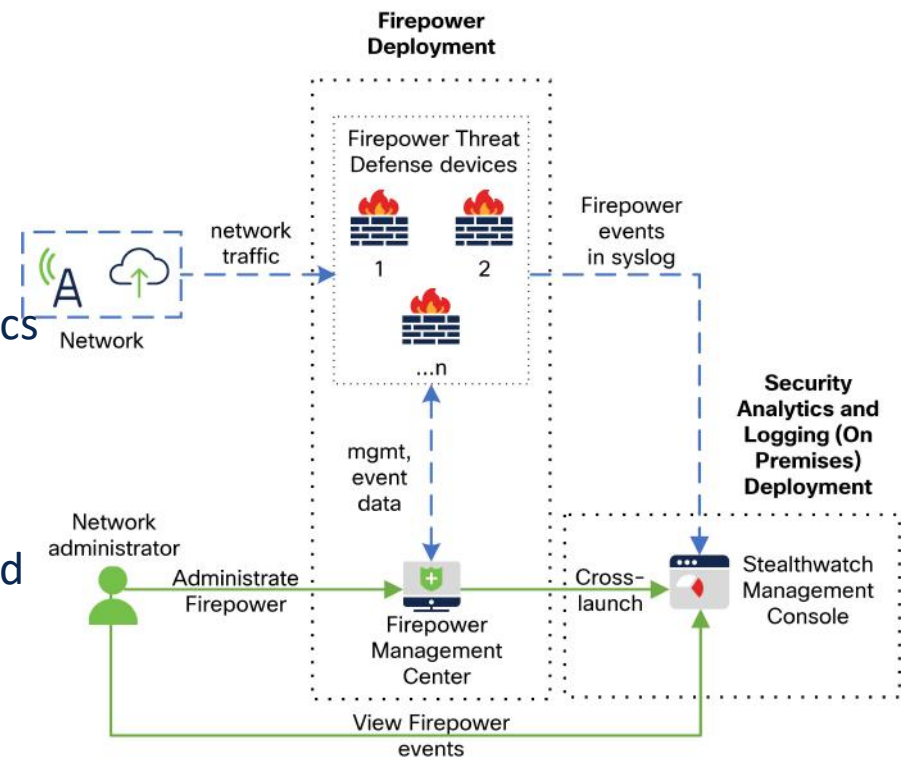 Firepower
Deployment
Firepower Threat
Defense devices
1
2
...n
network
traffic
Network
cs
Firepower
events
in syslog
mgmt,
event
data
Security
Analytics and
Logging (On
Premises)
Deployment
Network
administrator
d
Administrate
Firepower
Firepower
Management
Center
Cross-
launch
Stealthwatch
Management
Console
View Firepower
events